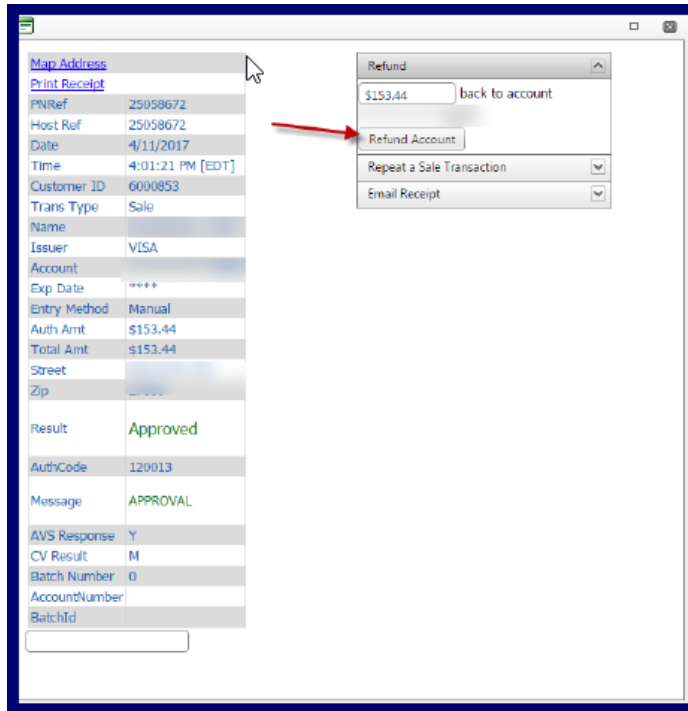 Map Address
Print Receipt
PNRef 25058672
Host Ref 25058672
Date 4/11/2017
Time 4:01:21 PM [EDT]
Customer ID 6000853
Trans Type Sale
Name
Issuer VISA
Account
Exp Date ****
Entry Method Manual
Auth Amt $153.44
Total Amt $153.44
Street
Zip
Result Approved
AuthCode 120013
Message APPROVAL
AVS Response Y
CV Result M
Batch Number 0
AccountNumber
BatchId
Refund
$153.44 back to account
Refund Account
Repeat a Sale Transaction
Email Receipt